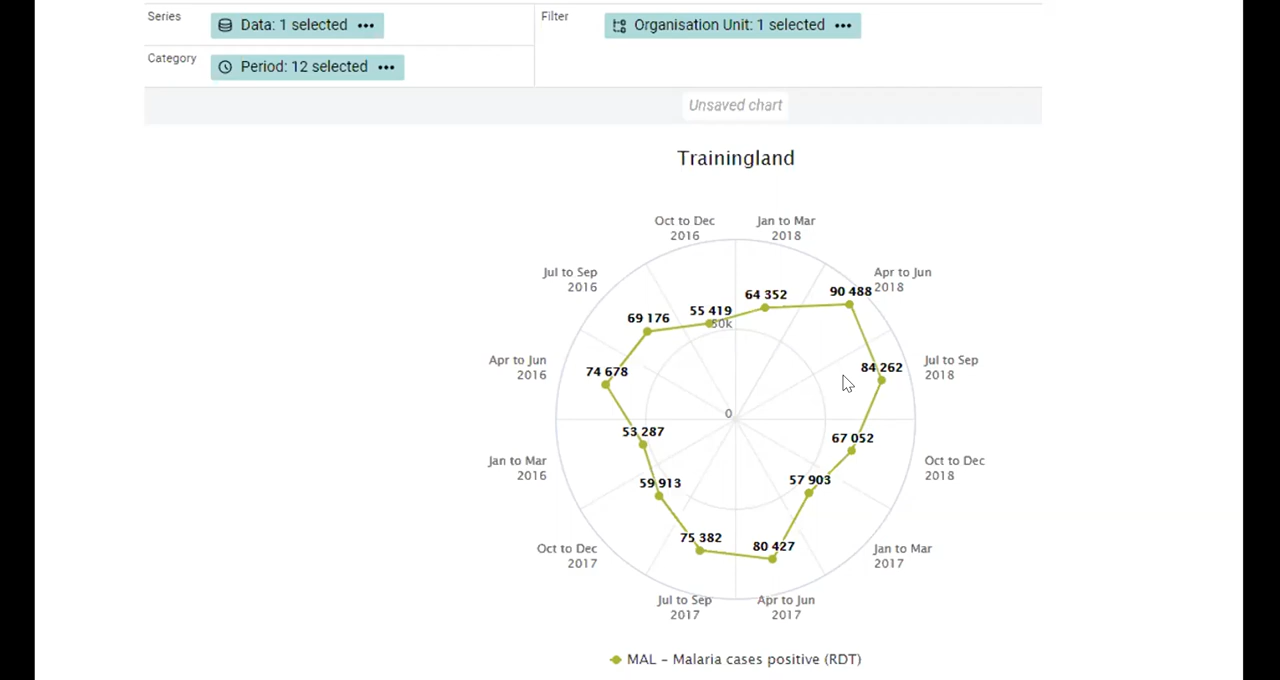 Series
Data: 1 selected
Filter
Organisation Unit: 1 selected
Category
Period: 12 selected
Unsaved chart
Trainingland
Oct to Dec
2016
Jan to Mar
2018
Jul to Sep
2016
Apr to Jun
2018
64 352
90 488
69 176
55 419
50k
Apr to Jun
2016
74 678
84 262
Jul to Sep
2018
0
53 287
67 052
Jan to Mar
2016
Oct to Dec
2018
59 913
57 903
75 382
80 427
Oct to Dec
2017
Jan to Mar
2017
Jul to Sep
2017
Apr to Jun
2017
MAL – Malaria cases positive (RDT)